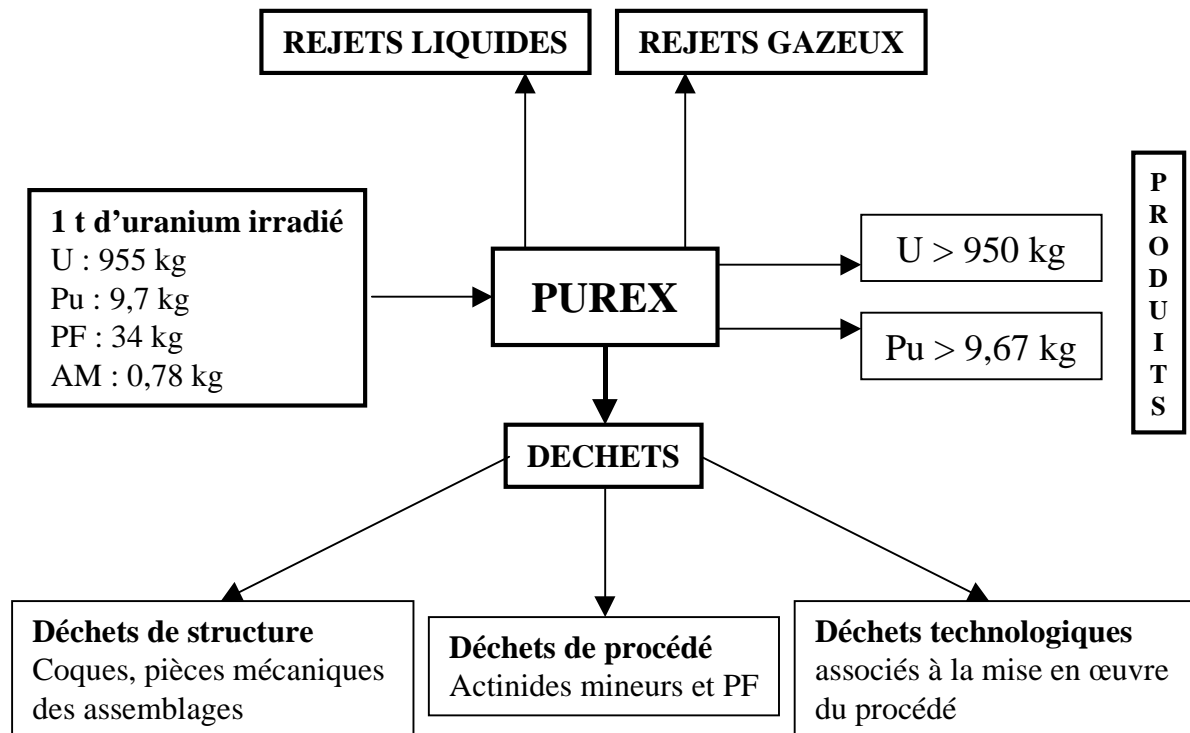 REJETS LIQUIDES
REJETS GAZEUX
1 t d’uranium irradié
U : 955 kg
Pu : 9,7 kg
PF : 34 kg
AM : 0,78 kg
PUREX
U > 950 kg
Pu > 9,67 kg
P
R
O
D
U
I
T
S
DECHETS
Déchets de structure
Coques, pièces mécaniques
des assemblages
Déchets de procédé
Actinides mineurs et PF
Déchets technologiques
associés à la mise en œuvre
du procédé